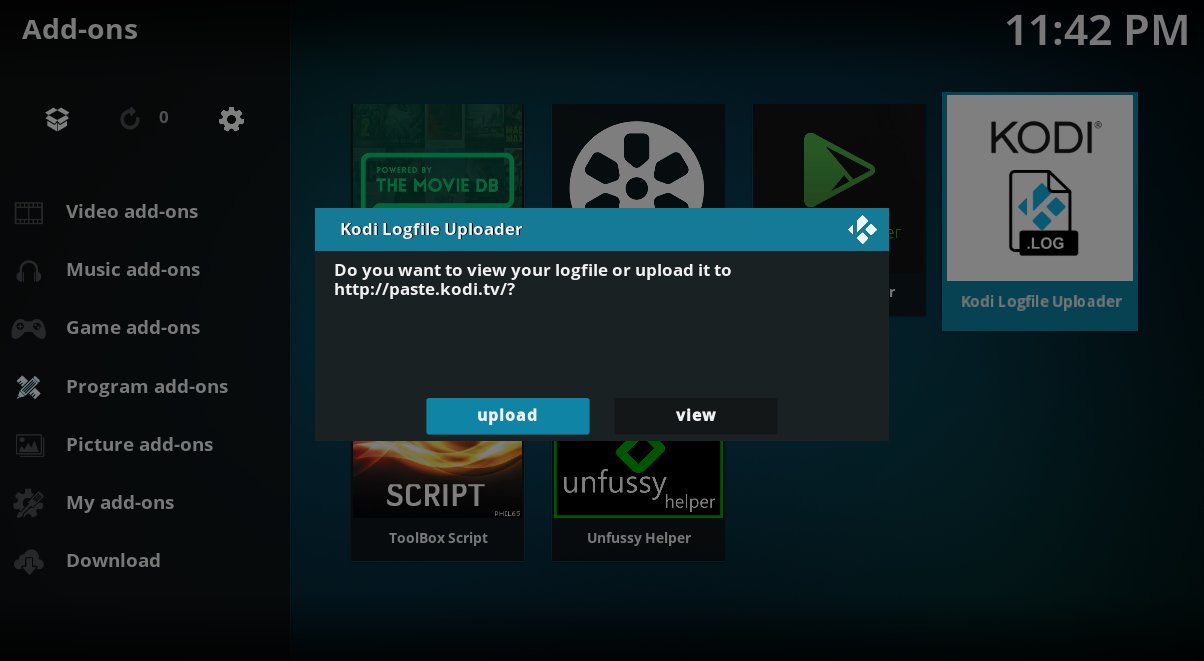 Add-ons
11:42 PM
0
Video add-ons
Music add-ons
Game add-ons
Program add-ons
Picture add-ons
My add-ons
Download
POWERED BY
THE MOVIE DB
KODI®
.LOG
Kodi Logfile Uploader
Kodi Logfile Uploader
Do you want to view your logfile or upload it to
http://paste.kodi.tv/?
upload
view
SCRIPT
PHIL65
ToolBox Script
unfussy
helper
Unfussy Helper